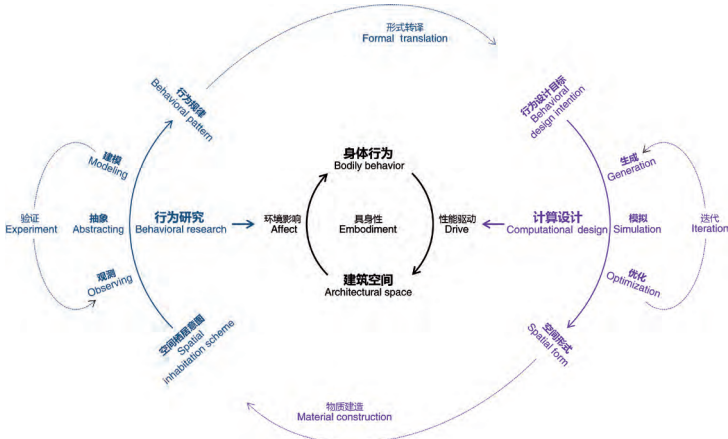 形式转译
Formal translation
行为规律
Behavioral pattern
行为设计目标
Behavioral
design intention
建模
Modeling
身体行为
Bodily behavior
生成
Generation
验证
Experiment
抽象
Abstracting
行为研究
Behavioral research
环境影响
Affect
具身性
Embodiment
性能驱动
Drive
计算设计
Computational design
模拟
Simulation
迭代
Iteration
观测
Observing
建筑空间
Architectural space
优化
Optimization
空间栖居意图
Spatial
inhabitation scheme
空间形式
Spatial form
物质建造
Material construction